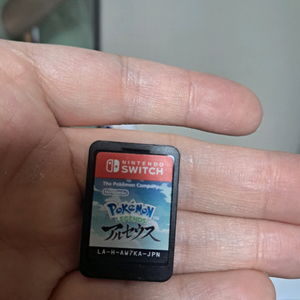 NINTENDO
SWITCH
The Pokémon Company
POKÉMON
LEGENDS
アルセウス
LA-H-AW7KA-JPN